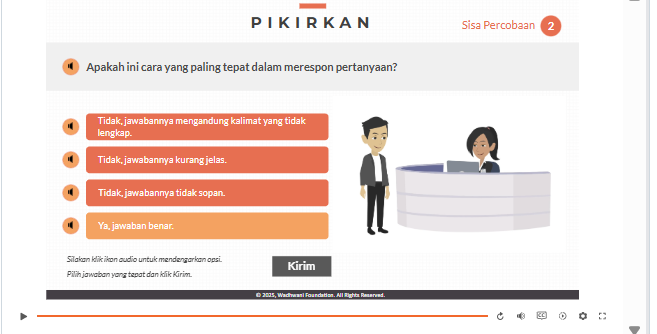 PIKIRKAN
Sisa Percobaan 2
Apakah ini cara yang paling tepat dalam merespon pertanyaan?
Tidak, jawabannya mengandung kalimat yang tidak
lengkap.
Tidak, jawabannya kurang jelas.
Tidak, jawabannya tidak sopan.
Ya, jawaban benar.
Silakan klik ikon audio untuk mendengarkan opsi.
Pilih jawaban yang tepat dan klik Kirim.
Kirim
© 2025, Wadhwani Foundation. All Rights Reserved.
CC